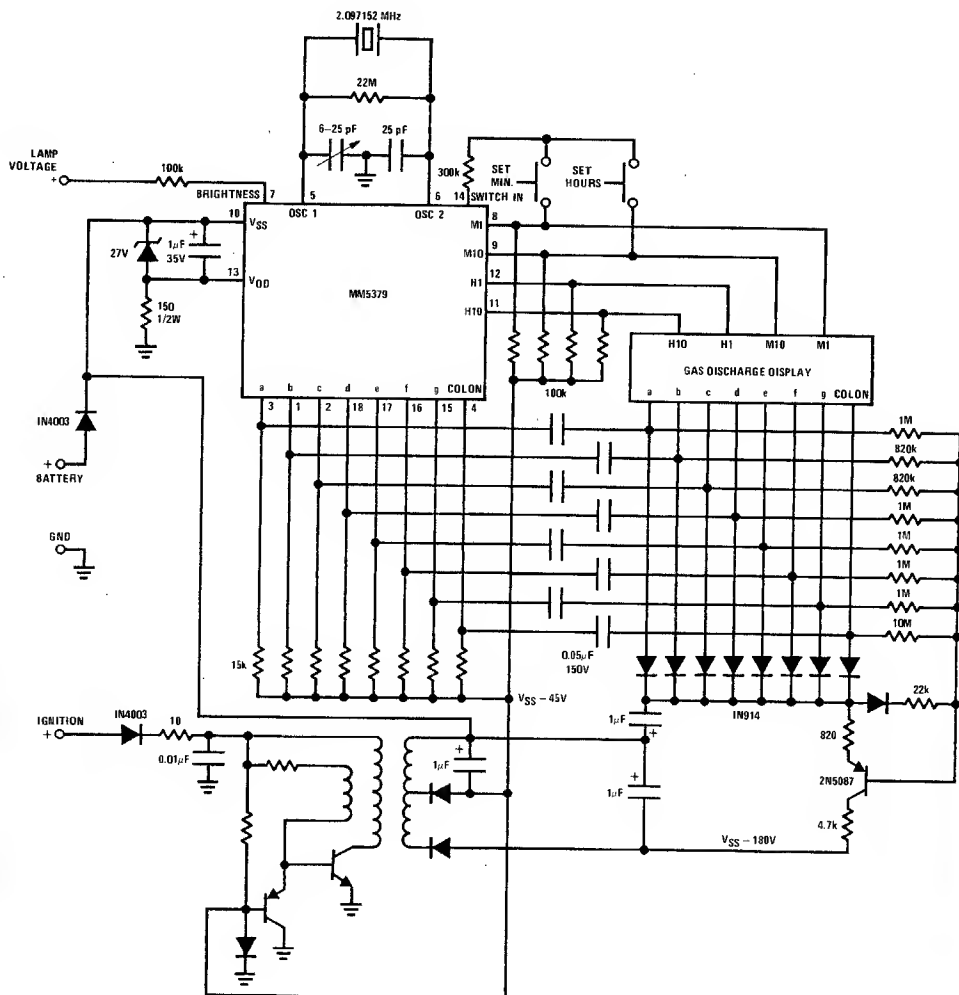 2.097152 MHz
22M
6–25 pF
25 pF
LAMP
VOLTAGE
+
100k
BRIGHTNESS
7
5
OSC 1
6
OSC 2
300k
14
SWITCH IN
SET
MIN.
SET
HOURS
10
VSS
27V
+
1µF
35V
13
VDD
150
1/2W
MM5379
8
M1
9
M10
12
H1
11
H10
100k
H10 H1 M10 M1
GAS DISCHARGE DISPLAY
a b c d e f g COLON
a b c d e f g COLON
3 1 2 18 17 16 15 4
1M
820k
820k
1M
1M
1M
1M
10M
IN4003
+
BATTERY
GND
0.05µF
150V
15k
VSS – 45V
IGNITION
+
IN4003
10
0.01µF
+
1µF
1µF
+
IN914
22k
820
2N5087
+
1µF
4.7k
VSS – 180V